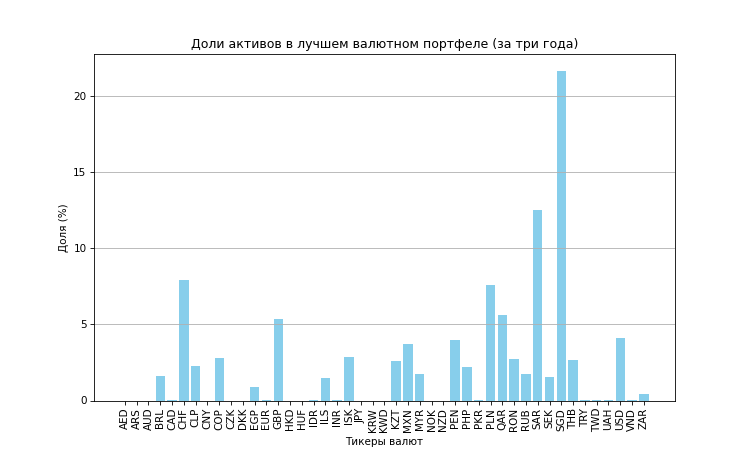 Доли активов в лучшем валютном портфеле (за три года)
Доля (%)
20
15
10
5
0
AED ARS AUD BRL CAD CHF CLP CNY COP CZK DKK EGP EUR GBP HKD HUF IDR ILS INR ISK JPY KRW KWD KZT MXN MYR NOK NZD PEN PHP PKR PLN QAR RON RUB SAR SEK SGD THB TRY TWD UAH USD VND ZAR
Тикеры валют